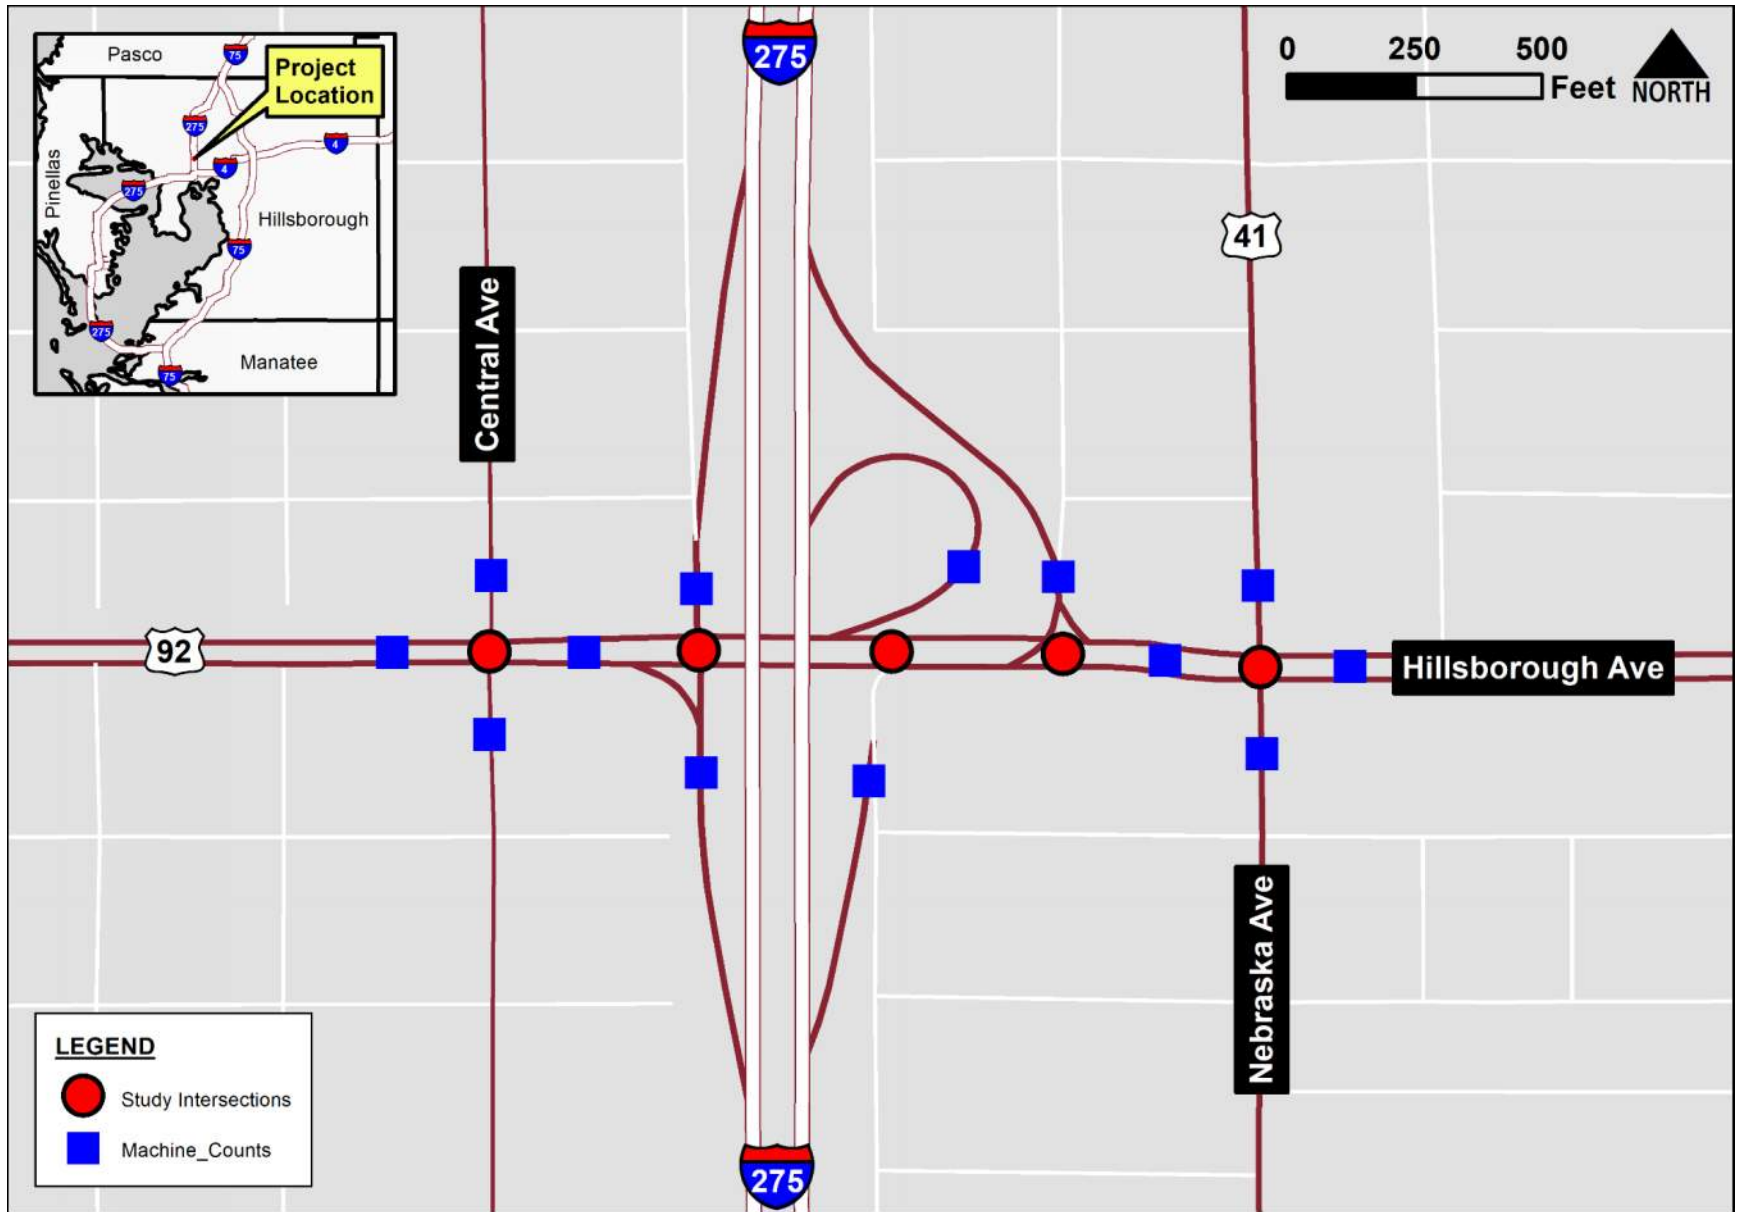 Pasco
75
Project
Location
275
4
4
275
Pinellas
Hillsborough
75
275
Manatee
75
275
0 250 500
Feet
NORTH
41
Central Ave
92
Hillsborough Ave
Nebraska Ave
LEGEND
Study Intersections
Machine_Counts
275